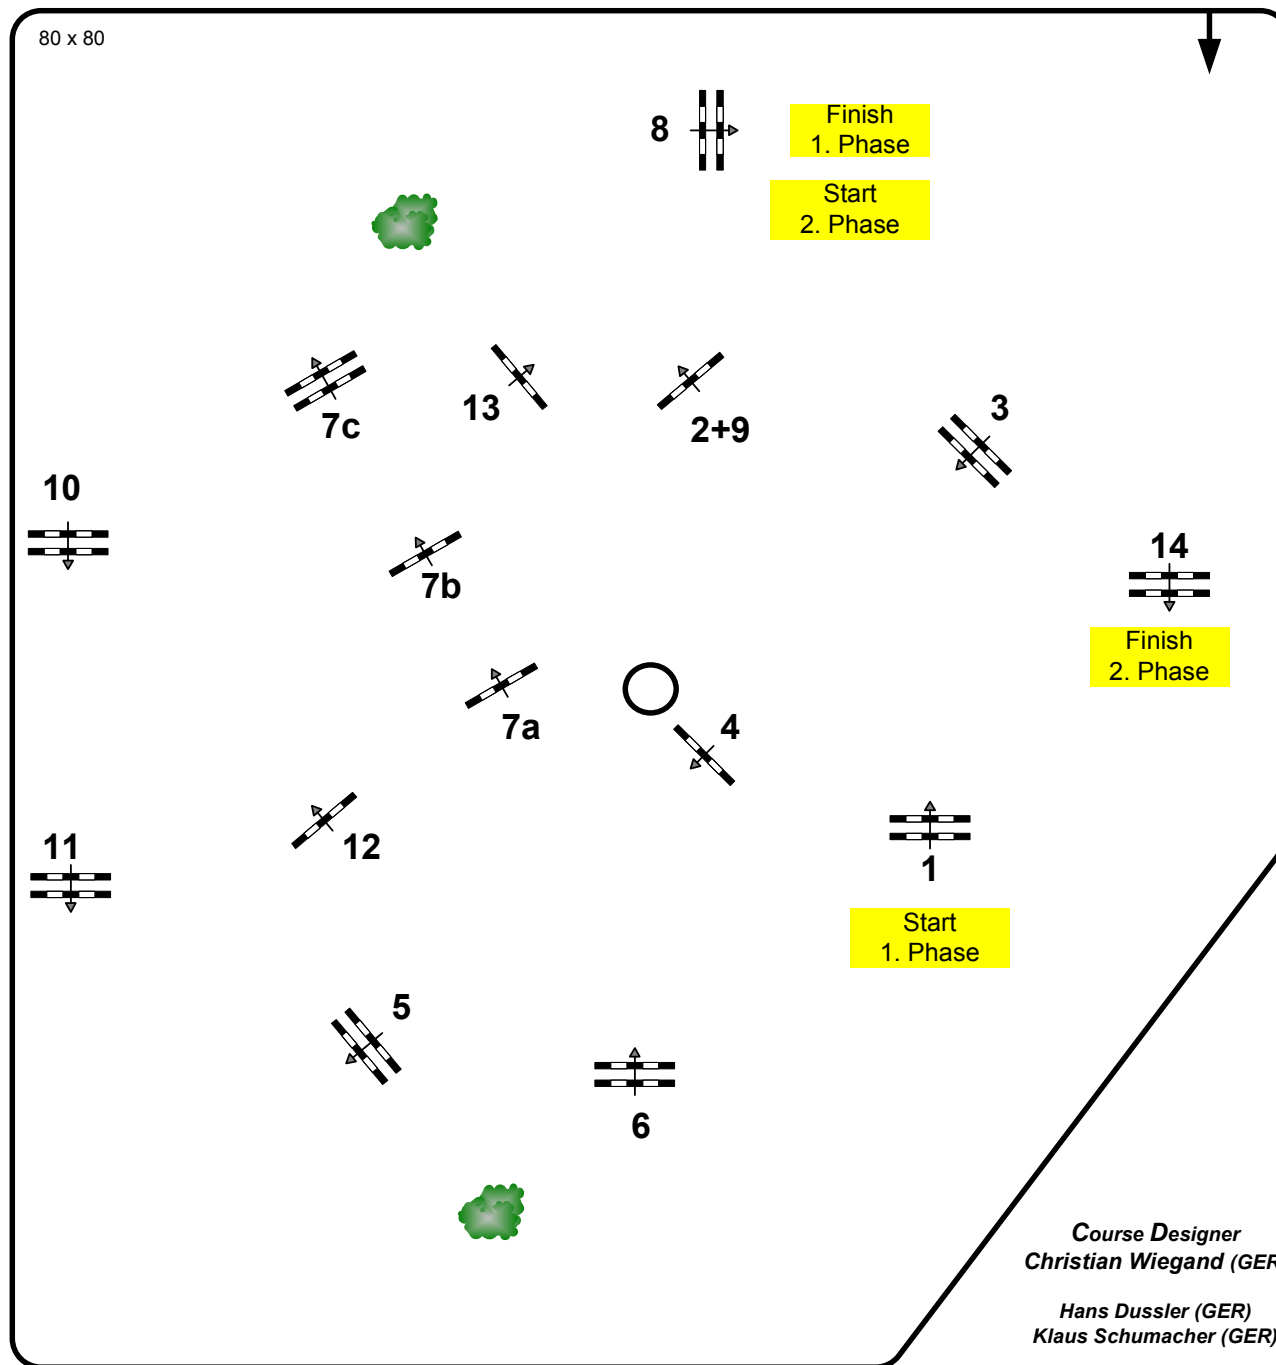 80 x 80
8
Finish
1. Phase
Start
2. Phase
7c
13
2+9
3
10
7b
14
Finish
2. Phase
7a
4
12
11
1
Start
1. Phase
5
6
Course Designer
Christian Wiegand (GER
Hans Dussler (GER)
Klaus Schumacher (GER)